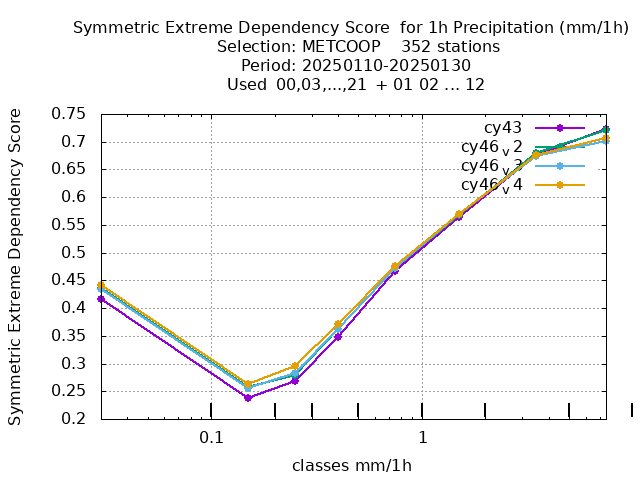 Symmetric Extreme Dependency Score  for 1h Precipitation (mm/1h)
Selection: METCOOP    352 stations
Period: 20250110-20250130
Used  00,03,...,21  + 01 02 ... 12
Symmetric Extreme Dependency Score
0.75
0.7
0.65
0.6
0.55
0.5
0.45
0.4
0.35
0.3
0.25
0.2
cy43
cy46v2
cy46v3
cy46v4
0.1
1
classes mm/1h